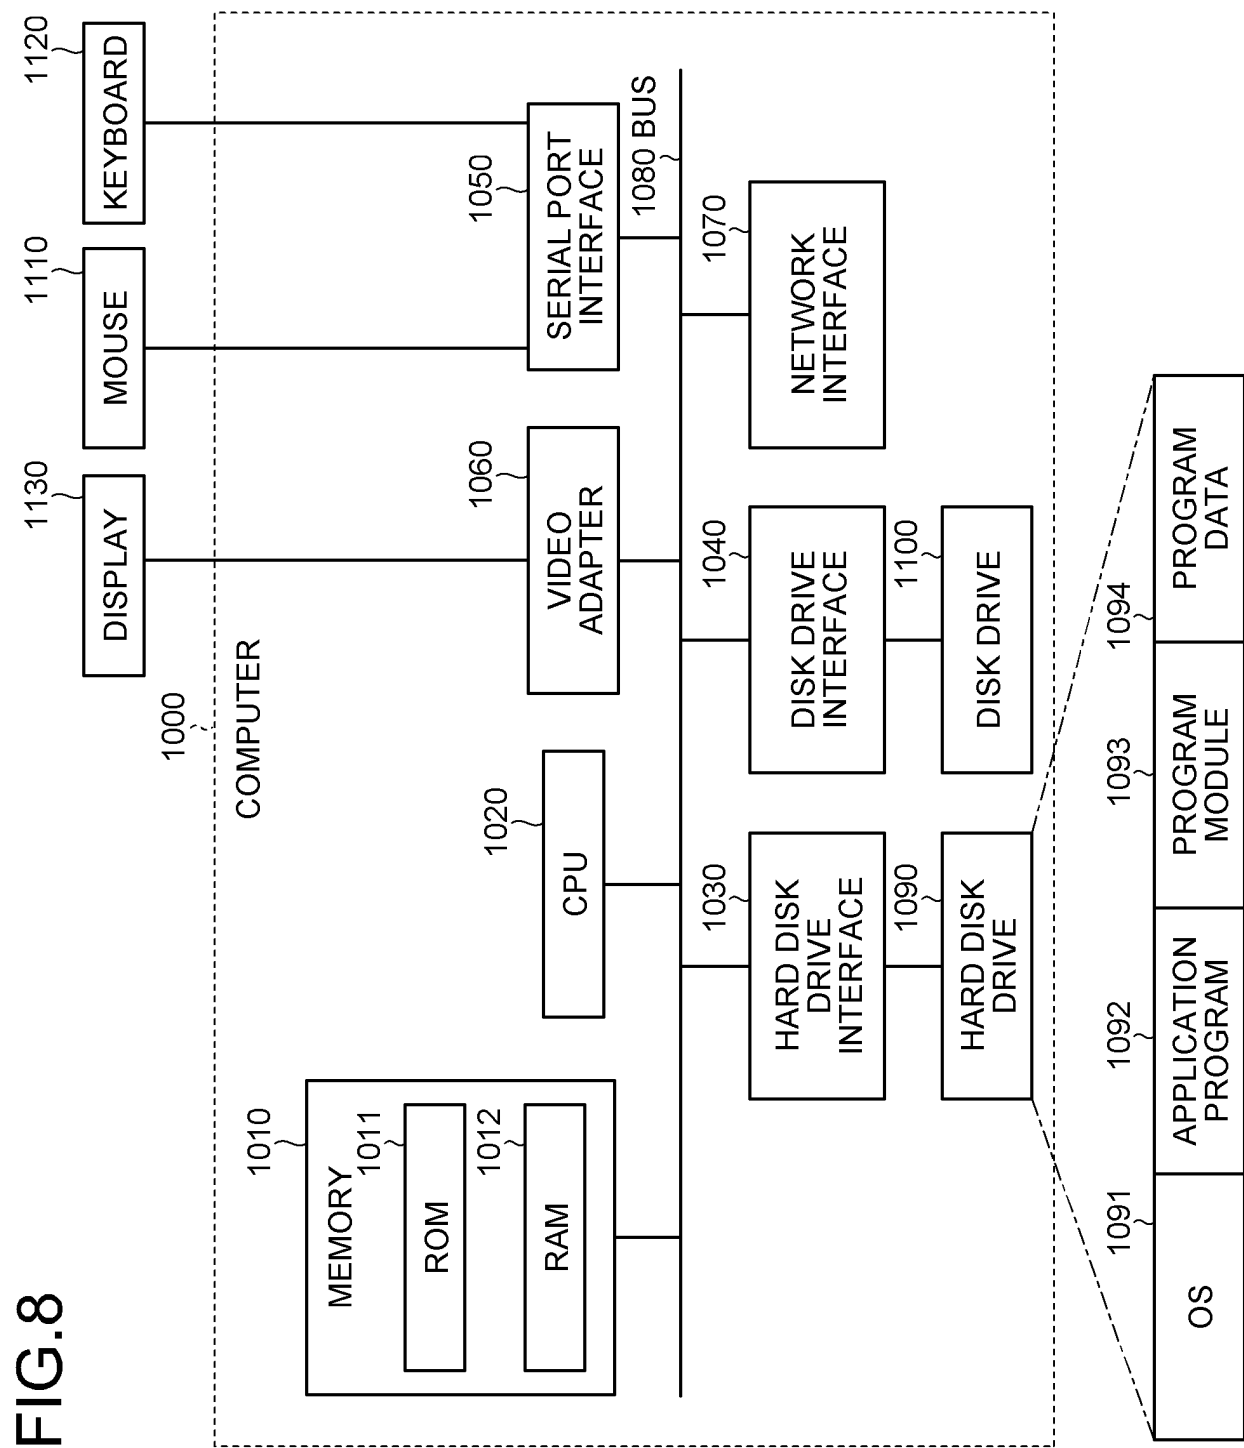 FIG.8
1000
COMPUTER
1010
MEMORY
1011
ROM
1012
RAM
1020
CPU
1130
DISPLAY
1110
MOUSE
1120
KEYBOARD
1060
VIDEO
ADAPTER
1050
SERIAL PORT
INTERFACE
1080 BUS
1030
HARD DISK
DRIVE
INTERFACE
1040
DISK DRIVE
INTERFACE
1070
NETWORK
INTERFACE
1090
HARD DISK
DRIVE
1100
DISK DRIVE
1091
OS
1092
APPLICATION
PROGRAM
1093
PROGRAM
MODULE
1094
PROGRAM
DATA